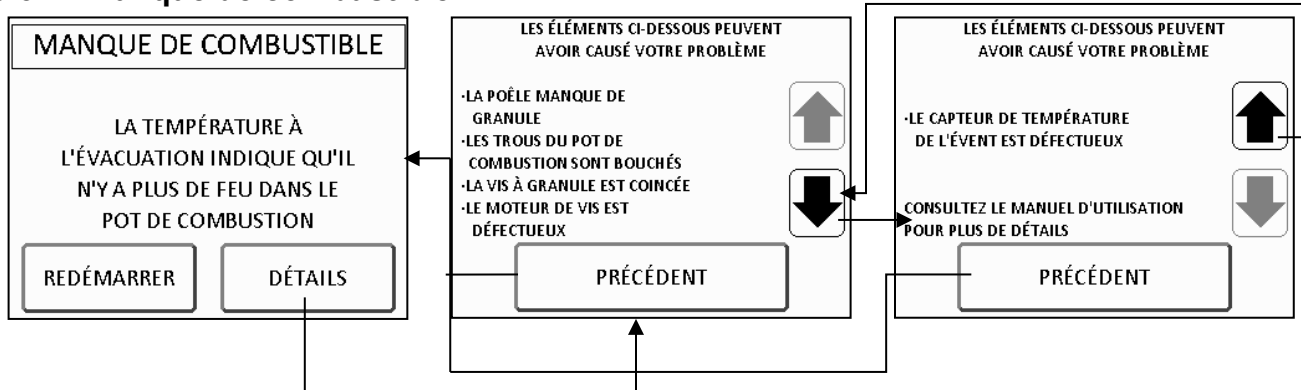 MANQUE DE COMBUSTIBLE
LA TEMPÉRATURE À
L'ÉVACUATION INDIQUE QU'IL
N'Y A PLUS DE FEU DANS LE
POT DE COMBUSTION
REDÉMARRER
DÉTAILS
LES ÉLÉMENTS CI-DESSOUS PEUVENT
AVOIR CAUSÉ VOTRE PROBLÈME
·LA POÊLE MANQUE DE
GRANULE
·LES TROUS DU POT DE
COMBUSTION SONT BOUCHÉS
·LA VIS À GRANULE EST COINCÉE
·LE MOTEUR DE VIS EST
DÉFECTUEUX
PRÉCÉDENT
LES ÉLÉMENTS CI-DESSOUS PEUVENT
AVOIR CAUSÉ VOTRE PROBLÈME
·LE CAPTEUR DE TEMPÉRATURE
DE L'ÉVENT EST DÉFECTUEUX
CONSULTEZ LE MANUEL D'UTILISATION
POUR PLUS DE DÉTAILS
PRÉCÉDENT